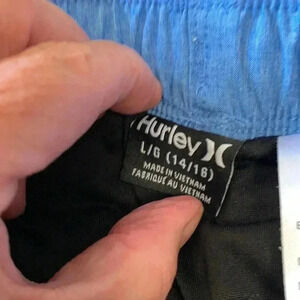 Hurley
L/G (14/16)
MADE IN VIETNAM
FABRIQUÉ AU VIETNAM